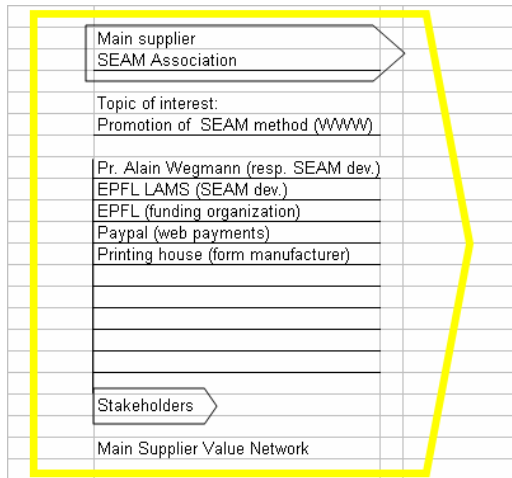 Main supplier
SEAM Association
Topic of interest:
Promotion of SEAM method (WWW)
Pr. Alain Wegmann (resp. SEAM dev.)
EPFL LAMS (SEAM dev.)
EPFL (funding organization)
Paypal (web payments)
Printing house (form manufacturer)
Stakeholders
Main Supplier Value Network